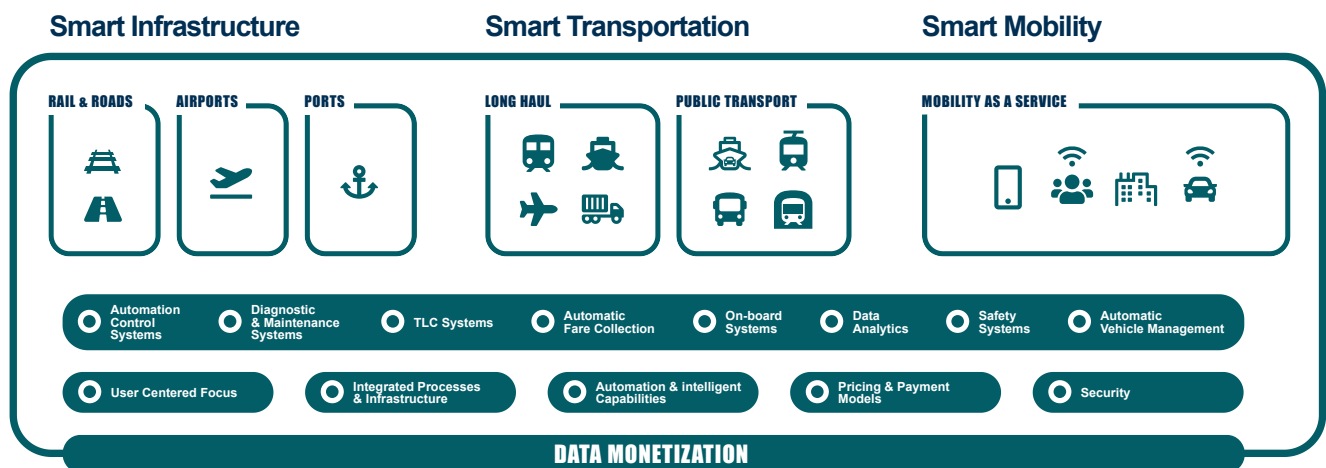 Smart Infrastructure
Smart Transportation
Smart Mobility
RAIL & ROADS
AIRPORTS
PORTS
LONG HAUL
PUBLIC TRANSPORT
MOBILITY AS A SERVICE
Automation
Control
Systems
Diagnostic
& Maintenance
Systems
TLC Systems
Automatic
Fare Collection
On-board
Systems
Data
Analytics
Safety
Systems
Automatic
Vehicle Management
User Centered Focus
Integrated Processes
& Infrastructure
Automation & intelligent
Capabilities
Pricing & Payment
Models
Security
DATA MONETIZATION